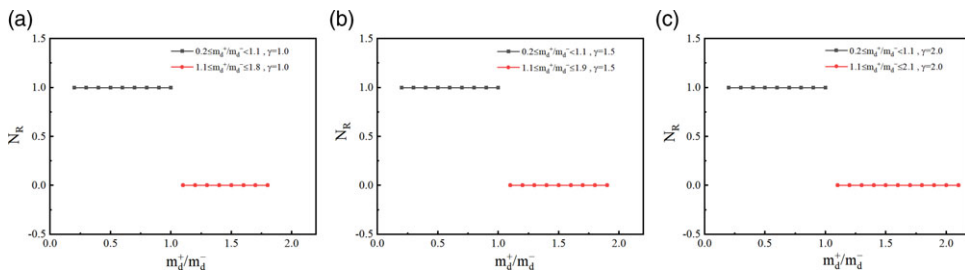 (a)
1.5
1.0
0.5
0.0
-0.5
N_R
0.2≤m_d^+/m_d^-<1.1 , γ=1.0
1.1≤m_d^+/m_d^-≤1.8 , γ=1.0
0.0 0.5 1.0 1.5 2.0
m_d^+/m_d^-
(b)
1.5
1.0
0.5
0.0
-0.5
N_R
0.2≤m_d^+/m_d^-<1.1 , γ=1.5
1.1≤m_d^+/m_d^-≤1.9 , γ=1.5
0.0 0.5 1.0 1.5 2.0
m_d^+/m_d^-
(c)
1.5
1.0
0.5
0.0
-0.5
N_R
0.2≤m_d^+/m_d^-<1.1 , γ=2.0
1.1≤m_d^+/m_d^-≤2.1 , γ=2.0
0.0 0.5 1.0 1.5 2.0
m_d^+/m_d^-